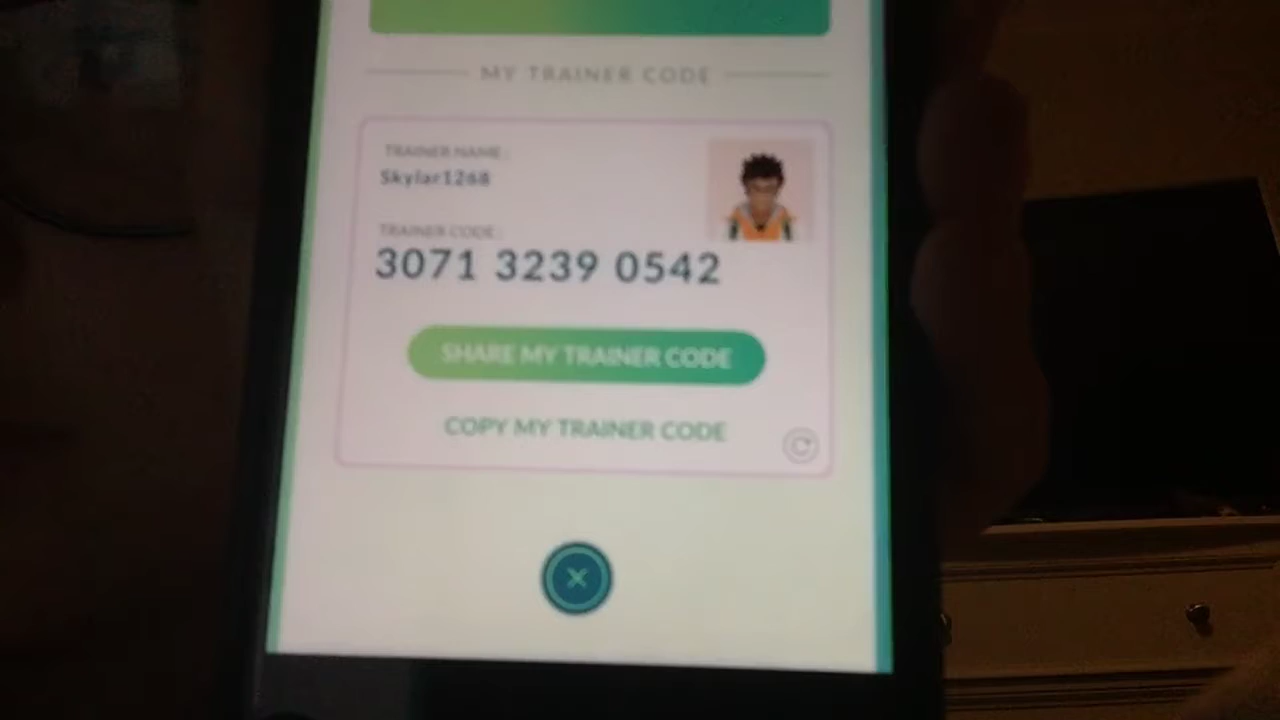 MY TRAINER CODE
TRAINER NAME:
Skylar1268
TRAINER CODE:
3071 3239 0542
SHARE MY TRAINER CODE
COPY MY TRAINER CODE